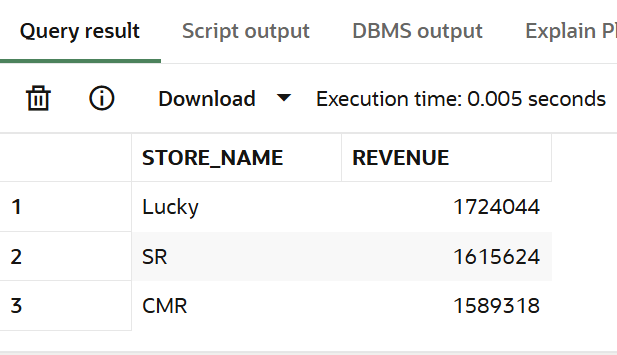 Query result Script output DBMS output Explain Pl
Download Execution time: 0.005 seconds
STORE_NAME REVENUE
1 Lucky 1724044
2 SR 1615624
3 CMR 1589318